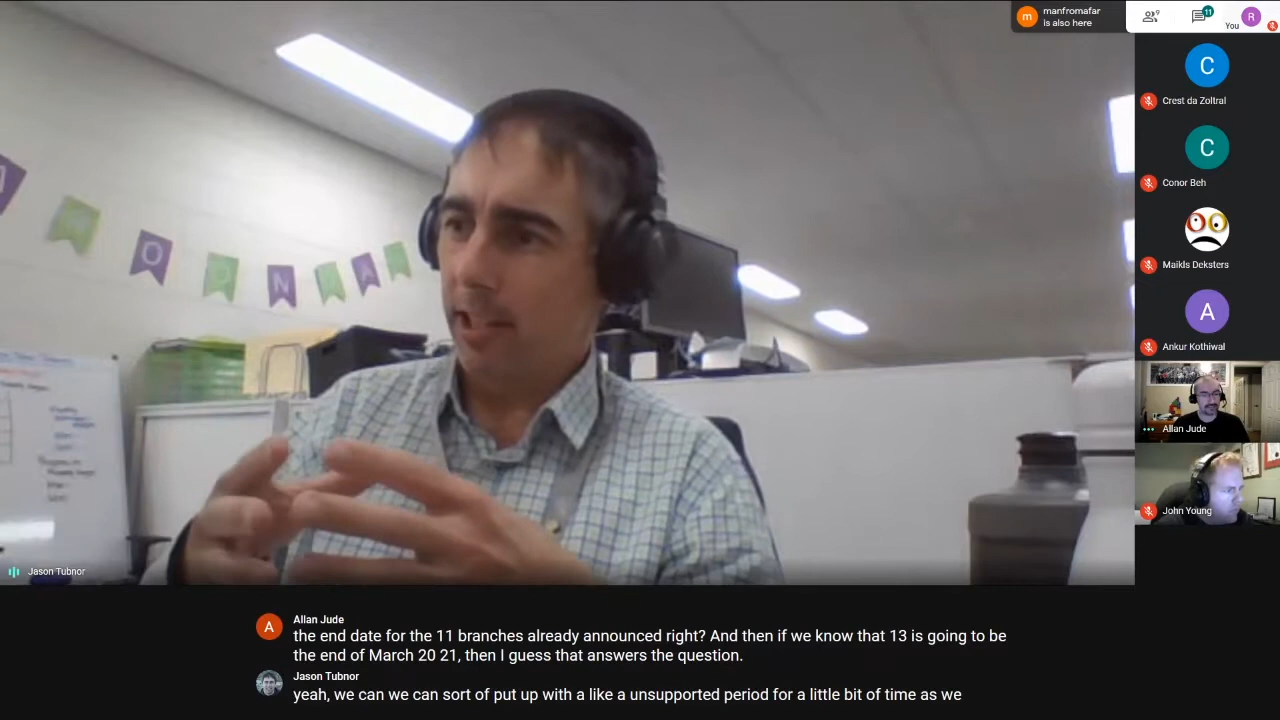 manfromafar
is also here
m
9
11
You
R
C
Crest da Zoltral
C
Conor Beh
Maikls Deksters
A
Ankur Kothiwal
Allan Jude
John Young
Jason Tubnor
A
Allan Jude
the end date for the 11 branches already announced right? And then if we know that 13 is going to be
the end of March 20 21, then I guess that answers the question.
Jason Tubnor
yeah, we can we can sort of put up with a like a unsupported period for a little bit of time as we